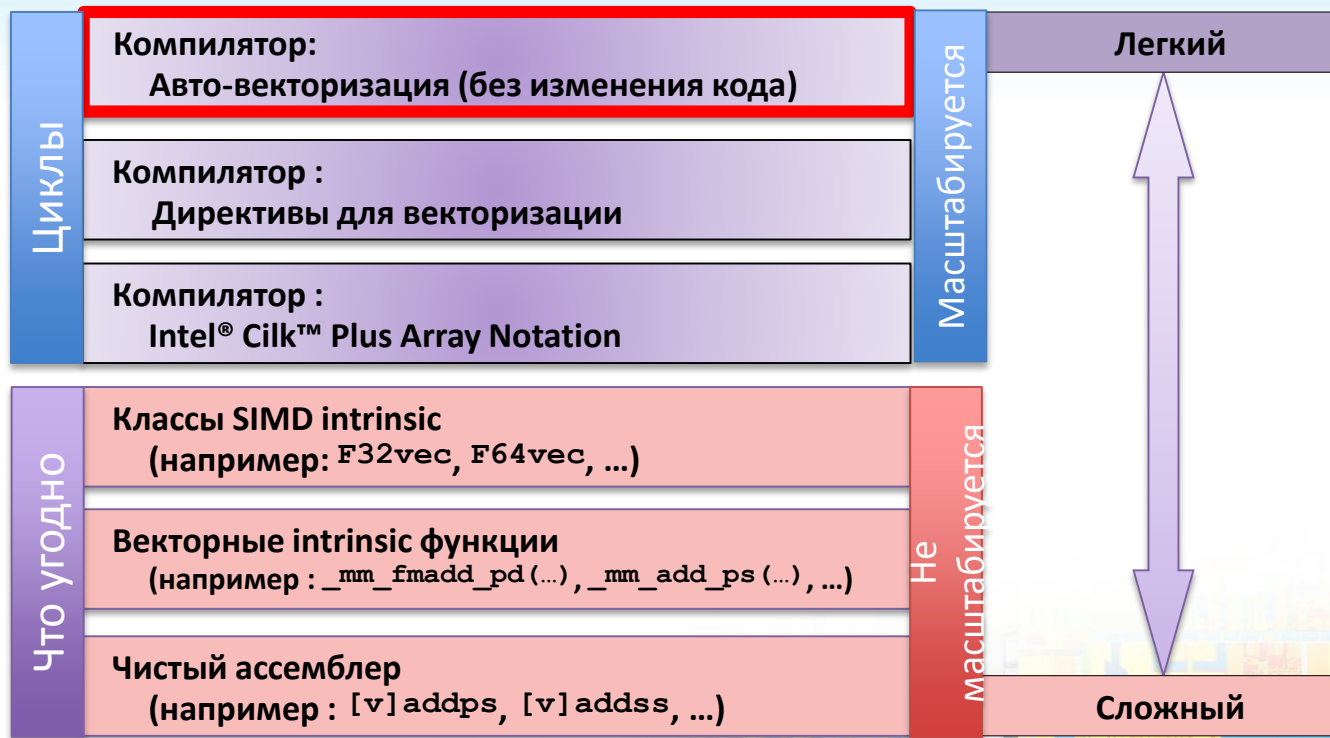 Циклы
Компилятор:
Авто-векторизация (без изменения кода)
Компилятор :
Директивы для векторизации
Компилятор :
Intel® Cilk™ Plus Array Notation
Масштабируется
Легкий
Что угодно
Классы SIMD intrinsic
(например: F32vec, F64vec, …)
Векторные intrinsic функции
(например : _mm_fmadd_pd(…), _mm_add_ps(…), …)
Чистый ассемблер
(например : [v]addps, [v]addss, …)
Не
масштабируется
Сложный